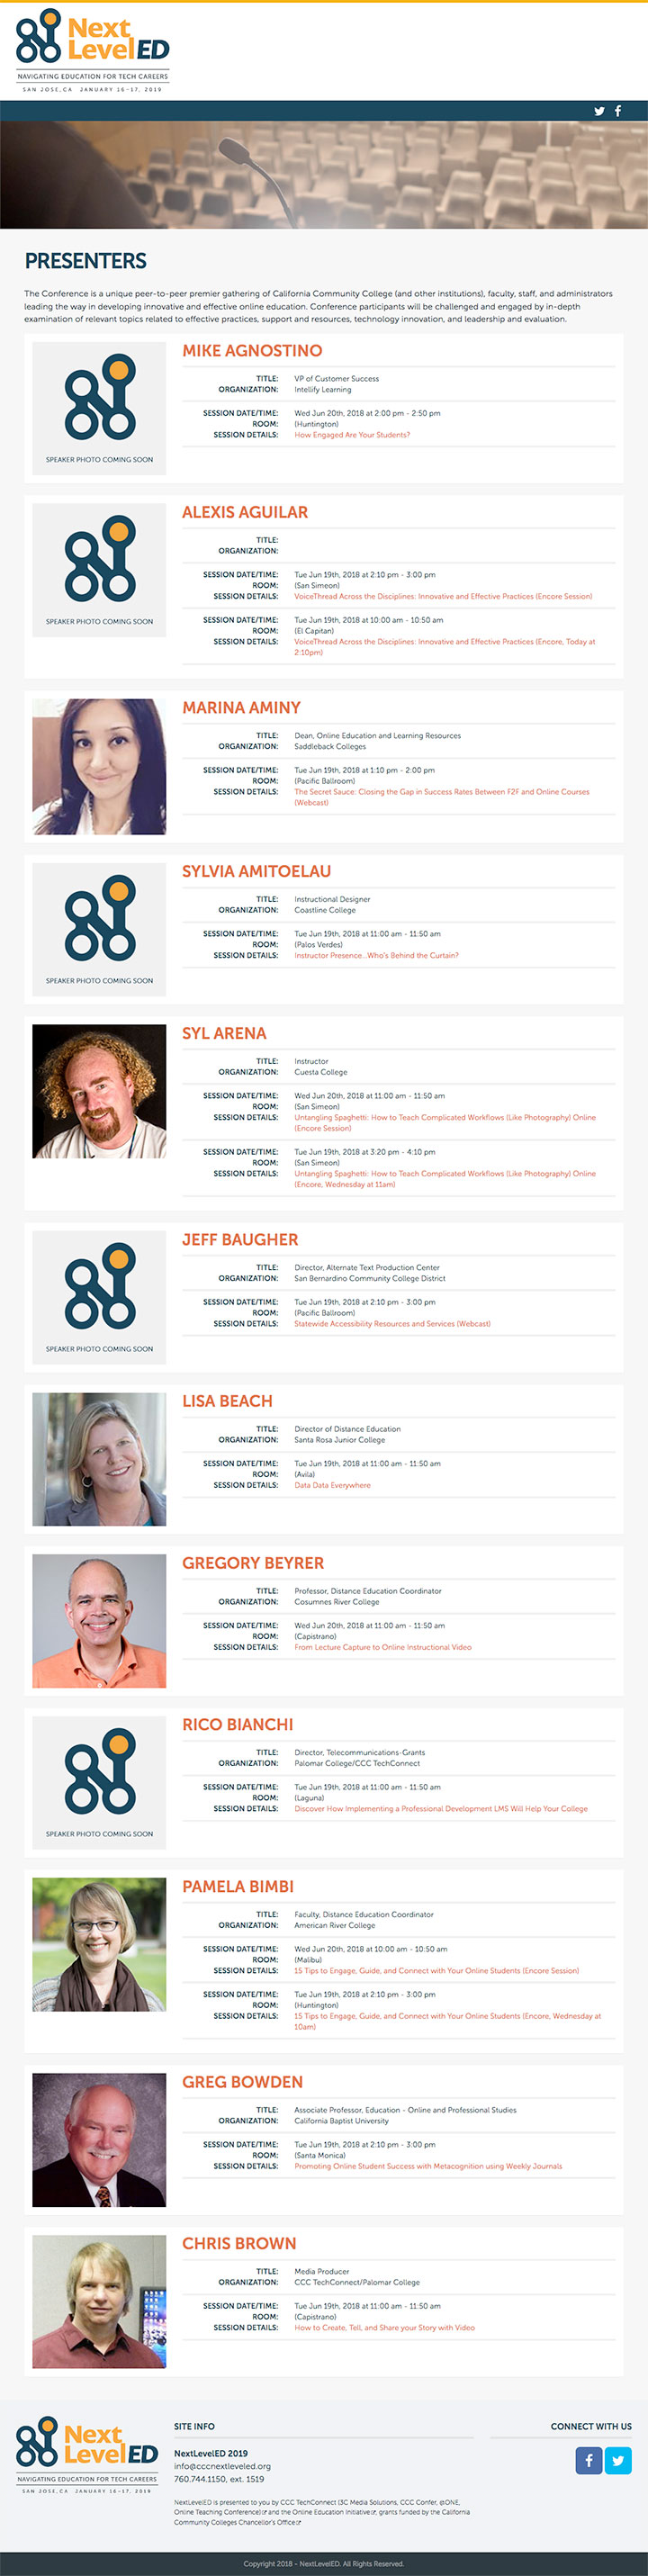 Next
Level ED
NAVIGATING EDUCATION FOR TECH CAREERS
SAN JOSE, CA JANUARY 16-17, 2019
PRESENTERS
The Conference is a unique peer-to-peer premier gathering of California Community College (and other institutions), faculty, staff, and administrators
leading the way in developing innovative and effective online education. Conference participants will be challenged and engaged by in-depth
examination of relevant topics related to effective practices, support and resources, technology innovation, and leadership and evaluation.
SPEAKER PHOTO COMING SOON
MIKE AGNOSTINO
TITLE: VP of Customer Success
ORGANIZATION: Intellify Learning
SESSION DATE/TIME: Wed Jun 20th, 2018 at 2:00 pm - 2:50 pm
ROOM: (Huntington)
SESSION DETAILS: How Engaged Are Your Students?
SPEAKER PHOTO COMING SOON
ALEXIS AGUILAR
TITLE:
ORGANIZATION:
SESSION DATE/TIME: Tue Jun 19th, 2018 at 2:10 pm - 3:00 pm
ROOM: (San Simeon)
SESSION DETAILS: VoiceThread Across the Disciplines: Innovative and Effective Practices (Encore Session)
SESSION DATE/TIME: Tue Jun 19th, 2018 at 10:00 am - 10:50 am
ROOM: (El Capitan)
SESSION DETAILS: VoiceThread Across the Disciplines: Innovative and Effective Practices (Encore, Today at
2:10pm)
MARINA AMINY
TITLE: Dean, Online Education and Learning Resources
ORGANIZATION: Saddleback Colleges
SESSION DATE/TIME: Tue Jun 19th, 2018 at 1:10 pm - 2:00 pm
ROOM: (Pacific Ballroom)
SESSION DETAILS: The Secret Sauce: Closing the Gap in Success Rates Between F2F and Online Courses
(Webcast)
SPEAKER PHOTO COMING SOON
SYLVIA AMITOELAU
TITLE: Instructional Designer
ORGANIZATION: Coastline College
SESSION DATE/TIME: Tue Jun 19th, 2018 at 11:00 am - 11:50 am
ROOM: (Palos Verdes)
SESSION DETAILS: Instructor Presence...Who's Behind the Curtain?
SYL ARENA
TITLE: Instructor
ORGANIZATION: Cuesta College
SESSION DATE/TIME: Wed Jun 20th, 2018 at 11:00 am - 11:50 am
ROOM: (San Simeon)
SESSION DETAILS: Untangling Spaghetti: How to Teach Complicated Workflows (Like Photography) Online
(Encore Session)
SESSION DATE/TIME: Tue Jun 19th, 2018 at 3:20 pm - 4:10 pm
ROOM: (San Simeon)
SESSION DETAILS: Untangling Spaghetti: How to Teach Complicated Workflows (Like Photography) Online
(Encore, Wednesday at 11am)
SPEAKER PHOTO COMING SOON
JEFF BAUGHER
TITLE: Director, Alternate Text Production Center
ORGANIZATION: San Bernardino Community College District
SESSION DATE/TIME: Tue Jun 19th, 2018 at 2:10 pm - 3:00 pm
ROOM: (Pacific Ballroom)
SESSION DETAILS: Statewide Accessibility Resources and Services (Webcast)
LISA BEACH
TITLE: Director of Distance Education
ORGANIZATION: Santa Rosa Junior College
SESSION DATE/TIME: Tue Jun 19th, 2018 at 11:00 am - 11:50 am
ROOM: (Avila)
SESSION DETAILS: Data Data Everywhere
GREGORY BEYRER
TITLE: Professor, Distance Education Coordinator
ORGANIZATION: Cosumnes River College
SESSION DATE/TIME: Wed Jun 20th, 2018 at 11:00 am - 11:50 am
ROOM: (Capistrano)
SESSION DETAILS: From Lecture Capture to Online Instructional Video
SPEAKER PHOTO COMING SOON
RICO BIANCHI
TITLE: Director, Telecommunications-Grants
ORGANIZATION: Palomar College/CCC TechConnect
SESSION DATE/TIME: Tue Jun 19th, 2018 at 11:00 am - 11:50 am
ROOM: (Laguna)
SESSION DETAILS: Discover How Implementing a Professional Development LMS Will Help Your College
PAMELA BIMBI
TITLE: Faculty, Distance Education Coordinator
ORGANIZATION: American River College
SESSION DATE/TIME: Wed Jun 20th, 2018 at 10:00 am - 10:50 am
ROOM: (Malibu)
SESSION DETAILS: 15 Tips to Engage, Guide, and Connect with Your Online Students (Encore Session)
SESSION DATE/TIME: Tue Jun 19th, 2018 at 2:10 pm - 3:00 pm
ROOM: (Huntington)
SESSION DETAILS: 15 Tips to Engage, Guide, and Connect with Your Online Students (Encore, Wednesday at
10am)
GREG BOWDEN
TITLE: Associate Professor, Education - Online and Professional Studies
ORGANIZATION: California Baptist University
SESSION DATE/TIME: Tue Jun 19th, 2018 at 2:10 pm - 3:00 pm
ROOM: (Santa Monica)
SESSION DETAILS: Promoting Online Student Success with Metacognition using Weekly Journals
CHRIS BROWN
TITLE: Media Producer
ORGANIZATION: CCC TechConnect/Palomar College
SESSION DATE/TIME: Tue Jun 19th, 2018 at 11:00 am - 11:50 am
ROOM: (Capistrano)
SESSION DETAILS: How to Create, Tell, and Share your Story with Video
Next
Level ED
NAVIGATING EDUCATION FOR TECH CAREERS
SAN JOSE, CA JANUARY 16-17, 2019
SITE INFO
NextLevelED 2019
info@cccnextleveled.org
760.744.1150, ext. 1519
NextLevelED is presented to you by CCC TechConnect (3C Media Solutions, CCC Confer, @ONE,
Online Teaching Conference) and the Online Education Initiative, grants funded by the California
Community Colleges Chancellor's Office
CONNECT WITH US
Copyright 2018 - NextLevelED. All Rights Reserved.